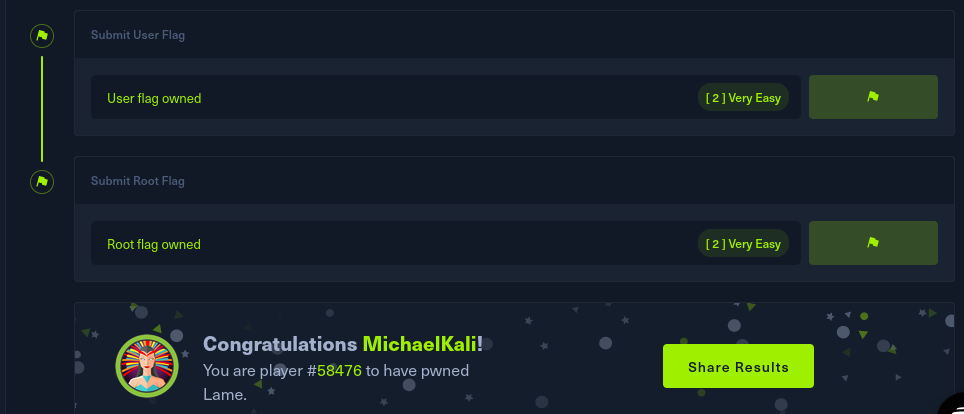 Submit User Flag
User flag owned
[ 2 ] Very Easy
Submit Root Flag
Root flag owned
[ 2 ] Very Easy
Congratulations MichaelKali!
You are player #58476 to have pwned
Lame.
Share Results